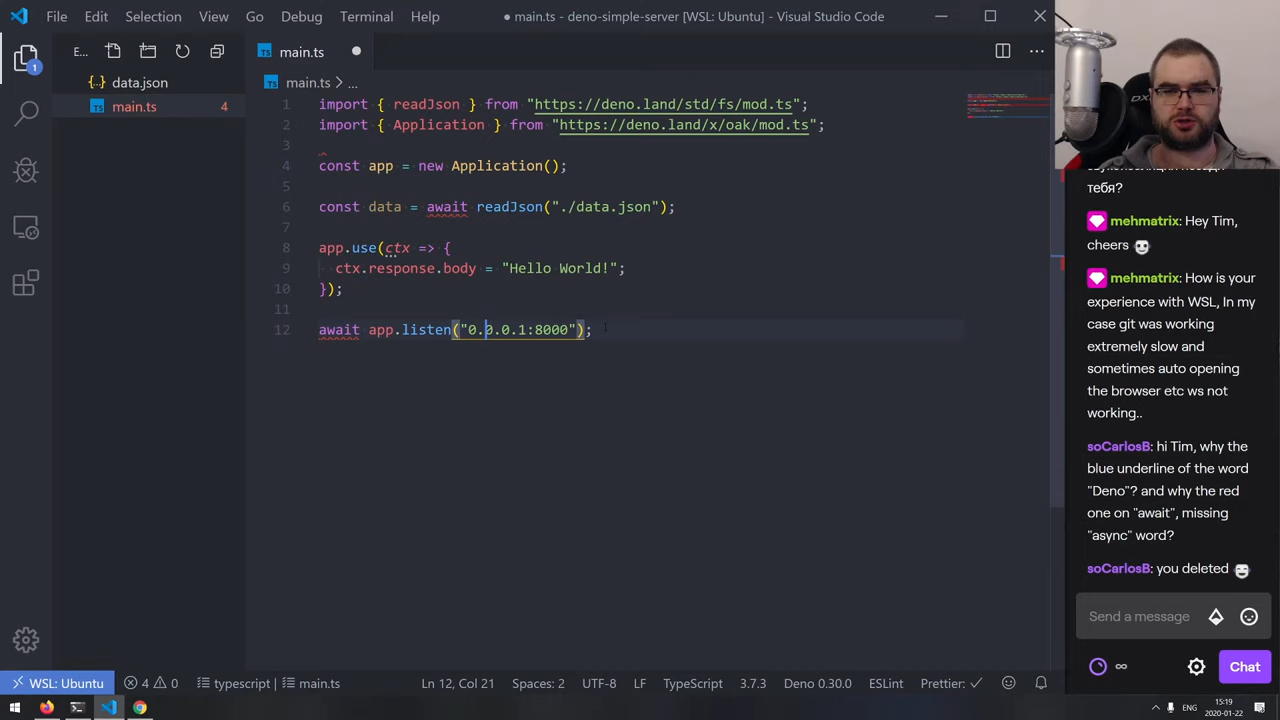 File Edit Selection View Go Debug Terminal Help
● main.ts - deno-simple-server [WSL: Ubuntu] - Visual Studio Code
E...
TS main.ts ●
1
{..} data.json
TS main.ts 4
TS main.ts > ...
import { readJson } from "https://deno.land/std/fs/mod.ts";
2 import { Application } from "https://deno.land/x/oak/mod.ts";
3
4 const app = new Application();
5
6 const data = await readJson("./data.json");
7
8 app.use(ctx => {
9 ctx.response.body = "Hello World!";
10 });
11
12 await app.listen("0.0.0.1:8000");
тебя?
mehmatrix: Hey Tim,
cheers
mehmatrix: How is your
experience with WSL, In my
case git was working
extremely slow and
sometimes auto opening
the browser etc ws not
working..
soCarlosB: hi Tim, why the
blue underline of the word
"Deno"? and why the red
one on "await", missing
"async" word?
soCarlosB: you deleted
Send a message
∞
Chat
WSL: Ubuntu 4 0 typescript | main.ts Ln 12, Col 21 Spaces: 2 UTF-8 LF TypeScript 3.7.3 Deno 0.30.0 ESLint Prettier: ✓
ENG
15:19
2020-01-22